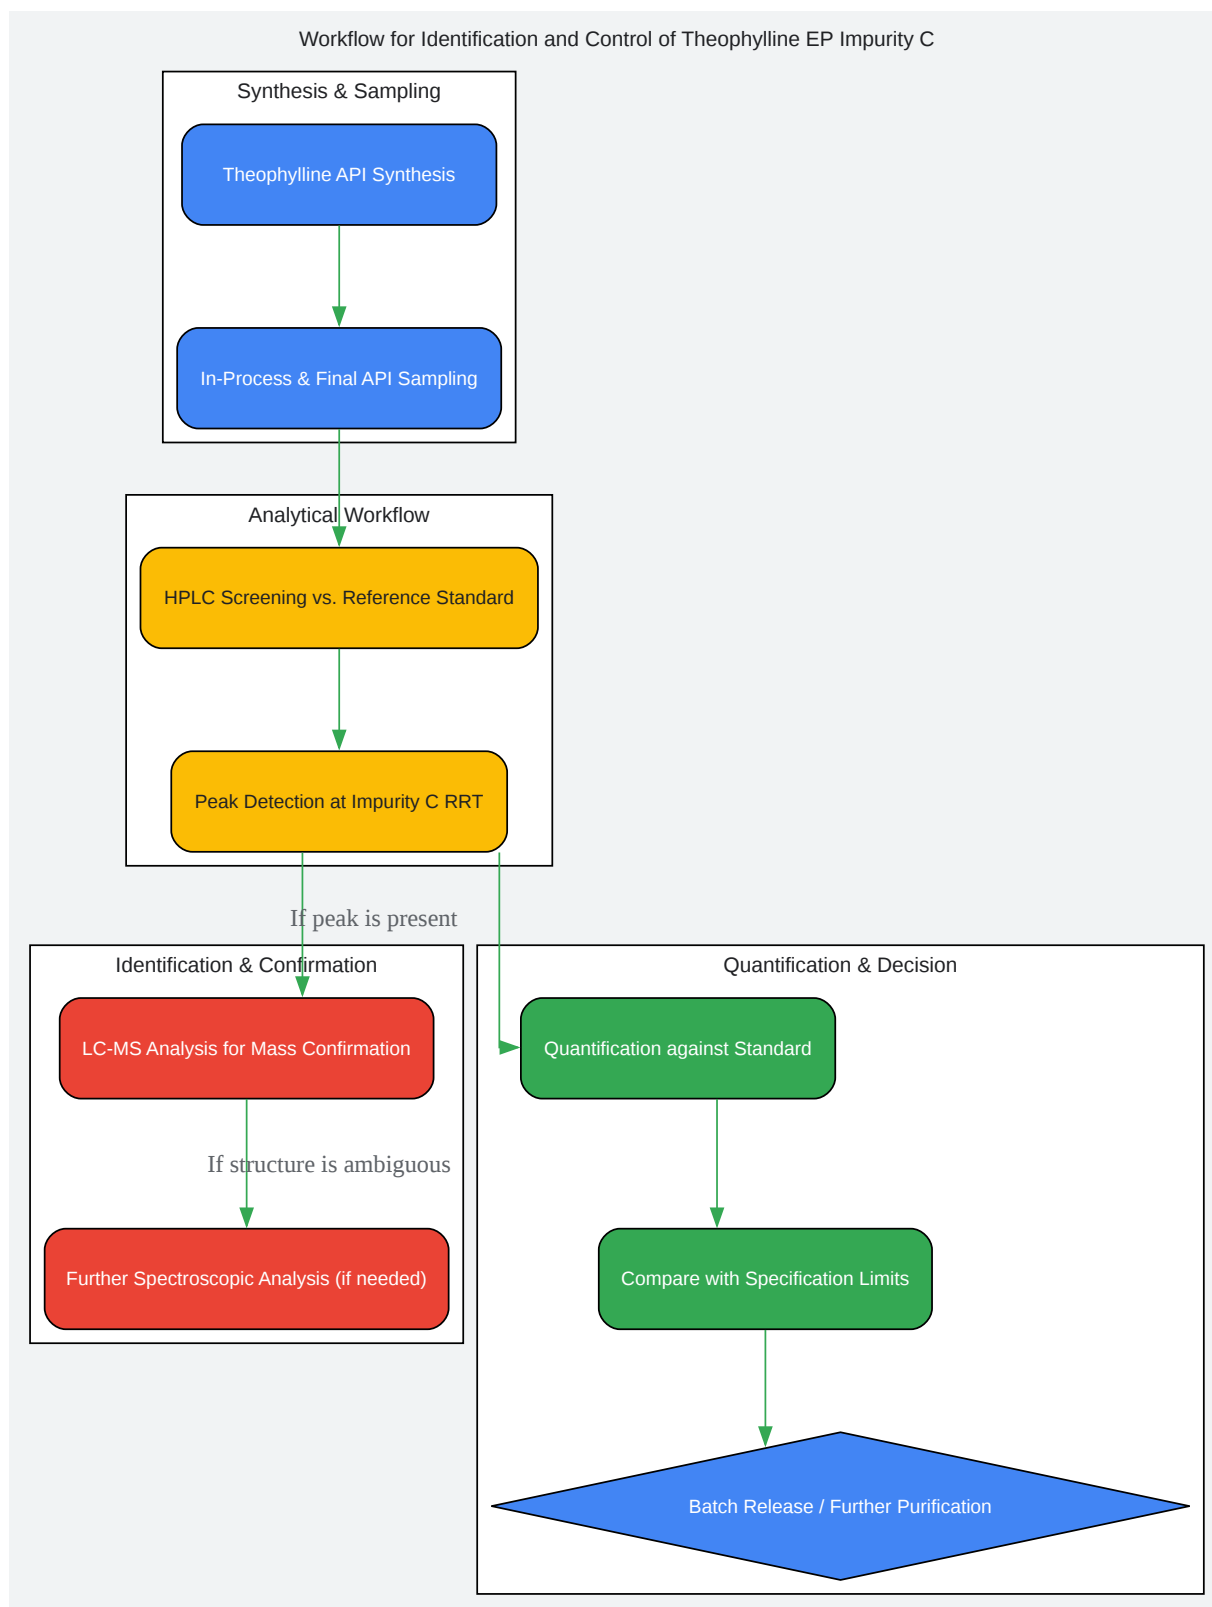 Workflow for Identification and Control of Theophylline EP Impurity C
Synthesis & Sampling
Theophylline API Synthesis
In-Process & Final API Sampling
Analytical Workflow
HPLC Screening vs. Reference Standard
Peak Detection at Impurity C RRT
If peak is present
Identification & Confirmation
LC-MS Analysis for Mass Confirmation
If structure is ambiguous
Further Spectroscopic Analysis (if needed)
Quantification & Decision
Quantification against Standard
Compare with Specification Limits
Batch Release / Further Purification